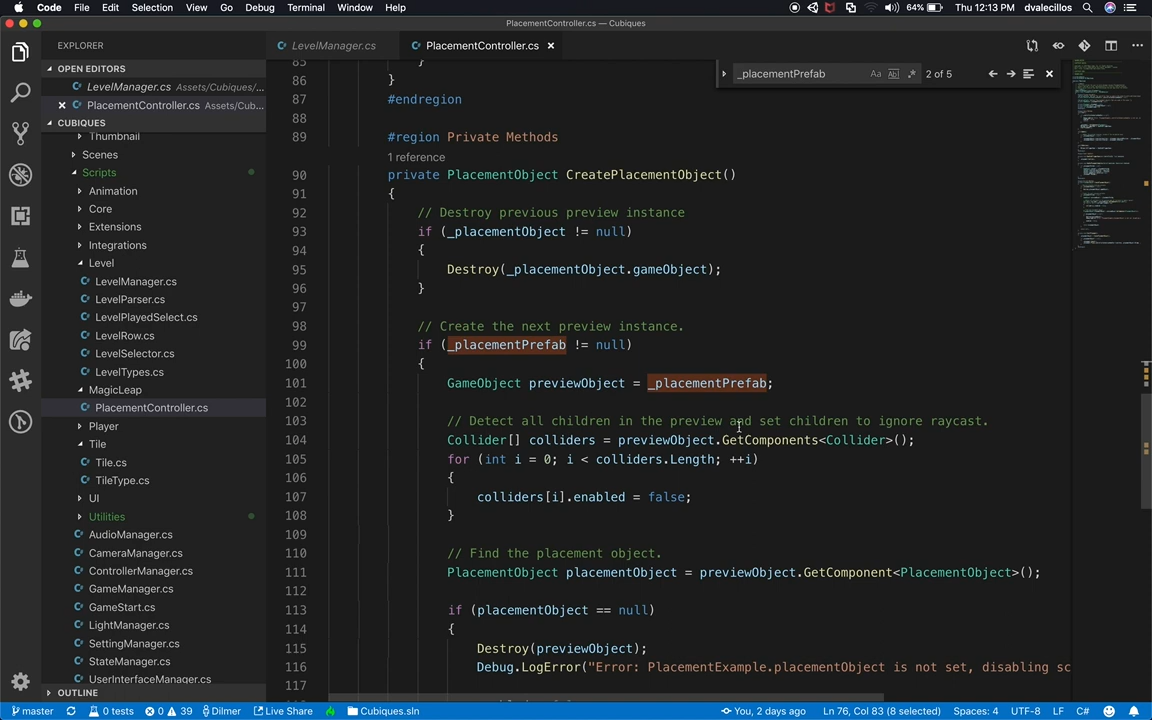 Code File Edit Selection View Go Debug Terminal Window Help 64% Thu 12:13 PM dvalecillos
PlacementController.cs — Cubiques
EXPLORER
LevelManager.cs PlacementController.cs
OPEN EDITORS
LevelManager.cs Assets/Cubiques/...
PlacementController.cs Assets/Cub...
CUBIQUES
Thumbnail
Scenes
Scripts
Animation
Core
Extensions
Integrations
Level
LevelManager.cs
LevelParser.cs
LevelPlayedSelect.cs
LevelRow.cs
LevelSelector.cs
LevelTypes.cs
MagicLeap
PlacementController.cs
Player
Tile
Tile.cs
TileType.cs
UI
Utilities
AudioManager.cs
CameraManager.cs
ControllerManager.cs
GameManager.cs
GameStart.cs
LightManager.cs
SettingManager.cs
StateManager.cs
UserInterfaceManager.cs
OUTLINE
_placementPrefab Aa Abl .* 2 of 5
85 }
86 }
87 #endregion
88
89 #region Private Methods
1 reference
90 private PlacementObject CreatePlacementObject()
91 {
92 // Destroy previous preview instance
93 if (_placementObject != null)
94 {
95 Destroy(_placementObject.gameObject);
96 }
97
98 // Create the next preview instance.
99 if (_placementPrefab != null)
100 {
101 GameObject previewObject = _placementPrefab;
102
103 // Detect all children in the preview and set children to ignore raycast.
104 Collider[] colliders = previewObject.GetComponents<Collider>();
105 for (int i = 0; i < colliders.Length; ++i)
106 {
107 colliders[i].enabled = false;
108 }
109
110 // Find the placement object.
111 PlacementObject placementObject = previewObject.GetComponent<PlacementObject>();
112
113 if (placementObject == null)
114 {
115 Destroy(previewObject);
116 Debug.LogError("Error: PlacementExample.placementObject is not set, disabling sc
117
master 0 tests 0 39 Dilmer Live Share Cubiques.sln You, 2 days ago Ln 76, Col 83 (8 selected) Spaces: 4 UTF-8 LF C#